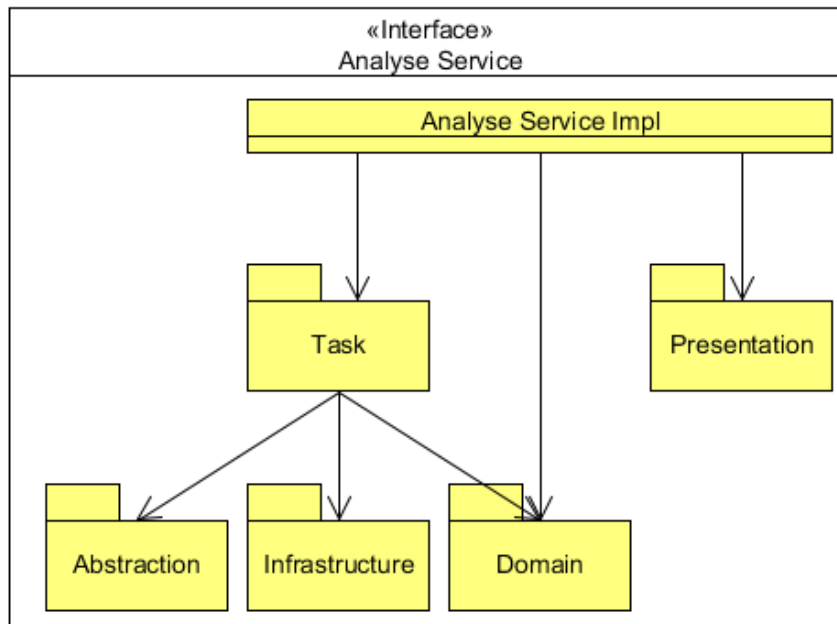 «Interface»
Analyse Service
Analyse Service Impl
Task
Presentation
Abstraction
Infrastructure
Domain